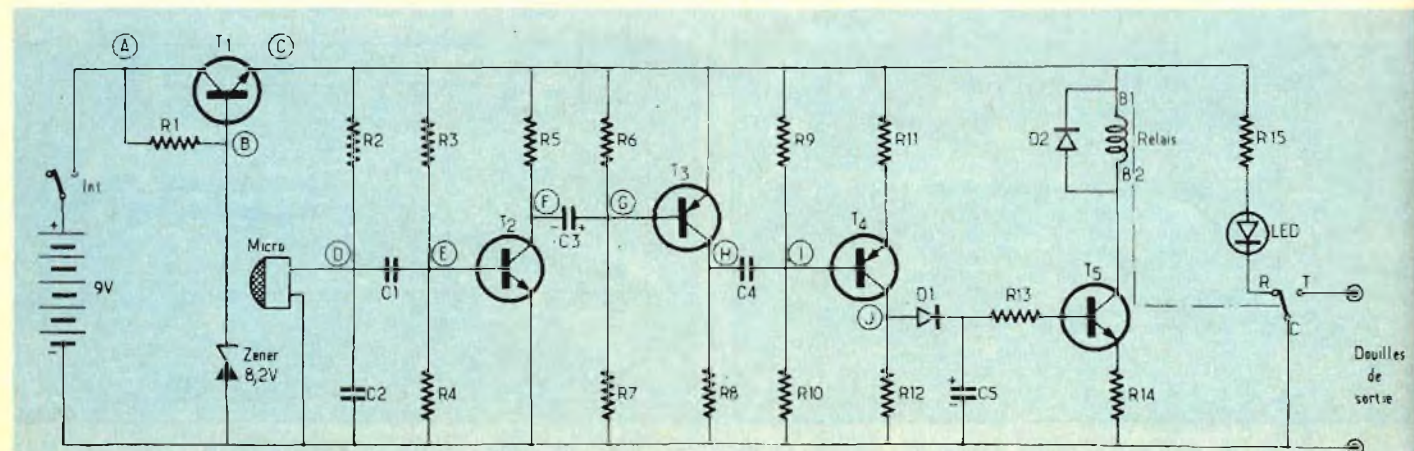 A
T1
C
R1
B
Int
+
9V
-
Micro
Zener
8,2V
R2
D
C1
C2
R3
E
R4
T2
R5
F
- C3 +
R6
G
R7
T3
H
R8
C4
R9
I
R10
R11
T4
J
R12
D1
+
-
C5
R13
T5
R14
D2
B1
Relais
B2
R15
LED
R
T
C
Douilles
de
sortie